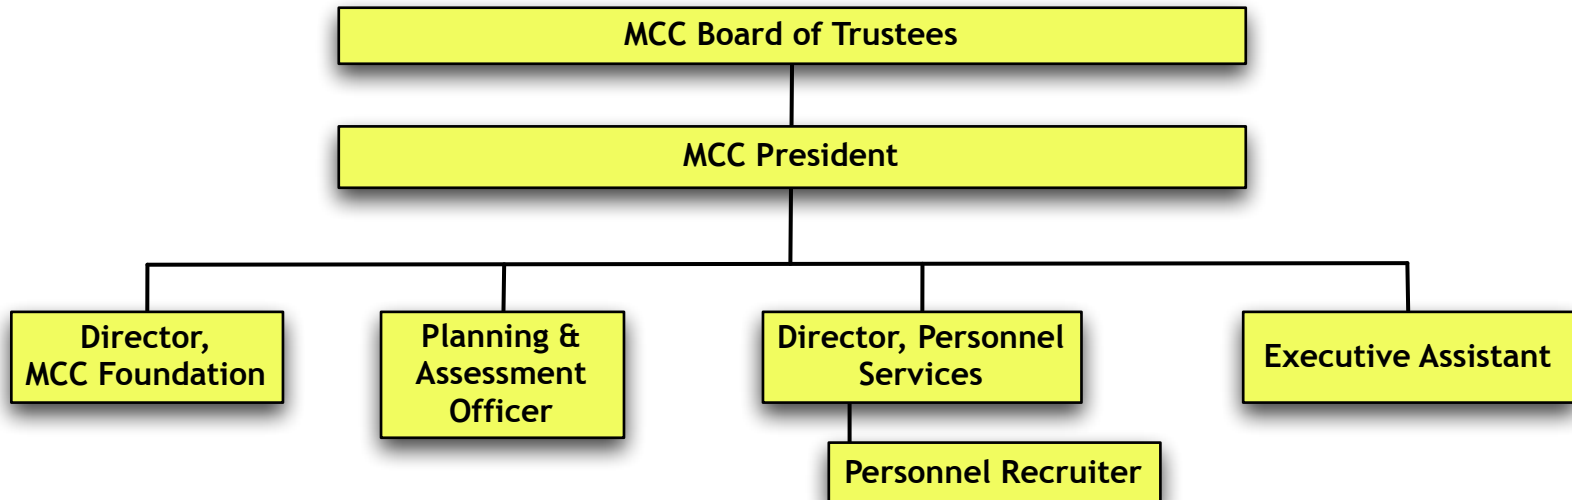 MCC Board of Trustees
MCC President
Director,
MCC Foundation
Planning &
Assessment
Officer
Director, Personnel
Services
Executive Assistant
Personnel Recruiter